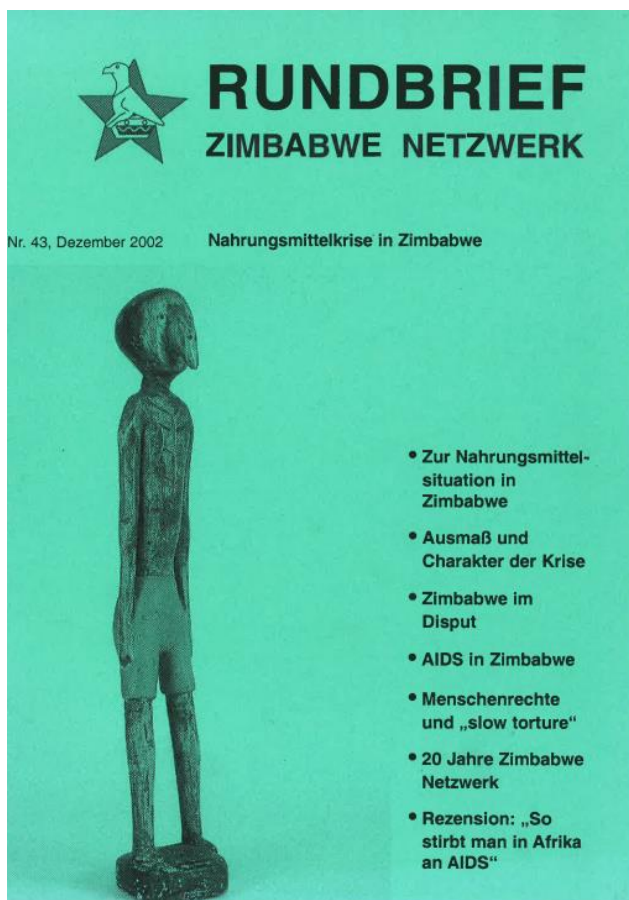 RUNDBRIEF
ZIMBABWE NETZWERK
Nr. 43, Dezember 2002
Nahrungsmittelkrise in Zimbabwe
• Zur Nahrungsmittel-
situation in
Zimbabwe
• Ausmaß und
Charakter der Krise
• Zimbabwe im
Disput
• AIDS in Zimbabwe
• Menschenrechte
und „slow torture“
• 20 Jahre Zimbabwe
Netzwerk
• Rezension: „So
stirbt man in Afrika
an AIDS“